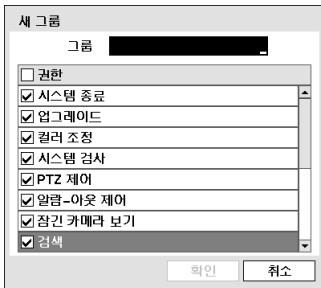 새 그룹
그룹
권한
시스템 종료
업그레이드
컬러 조정
시스템 검사
PTZ 제어
알람-아웃 제어
잠긴 카메라 보기
검색
확인 취소